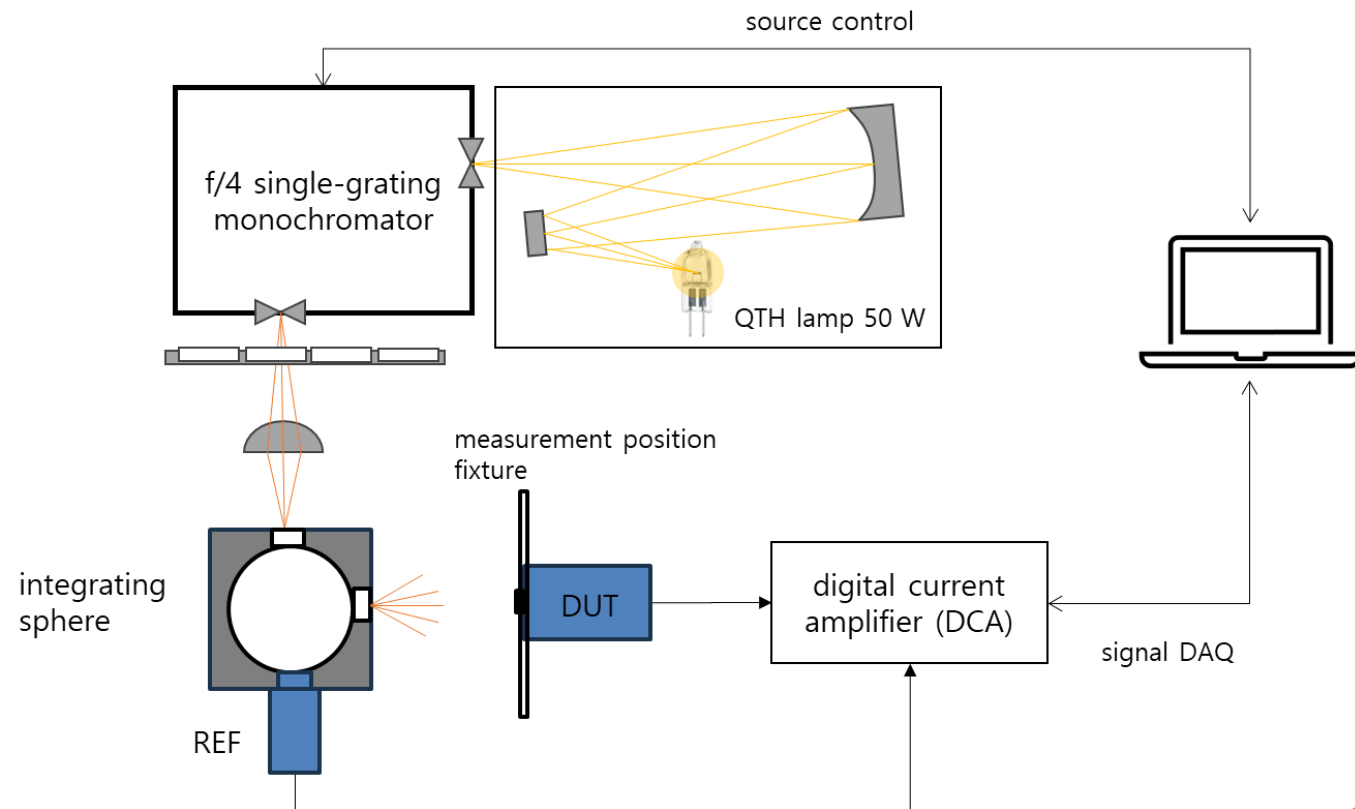 source control
f/4 single-grating
monochromator
QTH lamp 50 W
measurement position
fixture
integrating
sphere
DUT
digital current
amplifier (DCA)
signal DAQ
REF